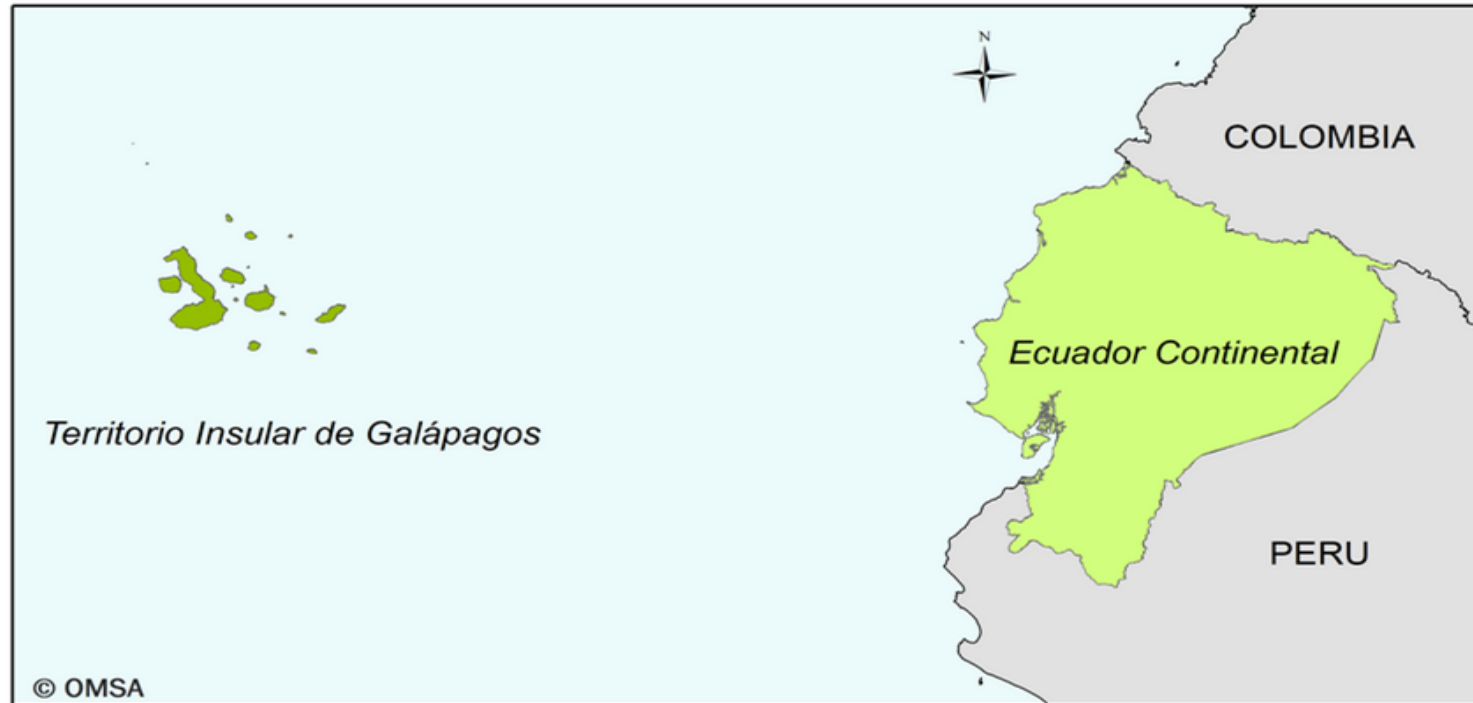 N
COLOMBIA
Ecuador Continental
Territorio Insular de Galápagos
PERU
© OMSA